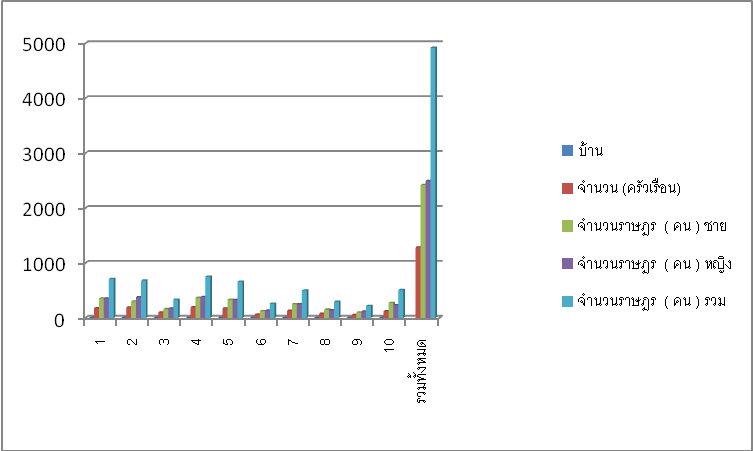 5000
4000
3000
2000
1000
0
1 2 3 4 5 6 7 8 9 10 รวมทั้งหมด
บ้าน
จำนวน (ครัวเรือน)
จำนวนราษฎร ( คน ) ชาย
จำนวนราษฎร ( คน ) หญิง
จำนวนราษฎร ( คน ) รวม